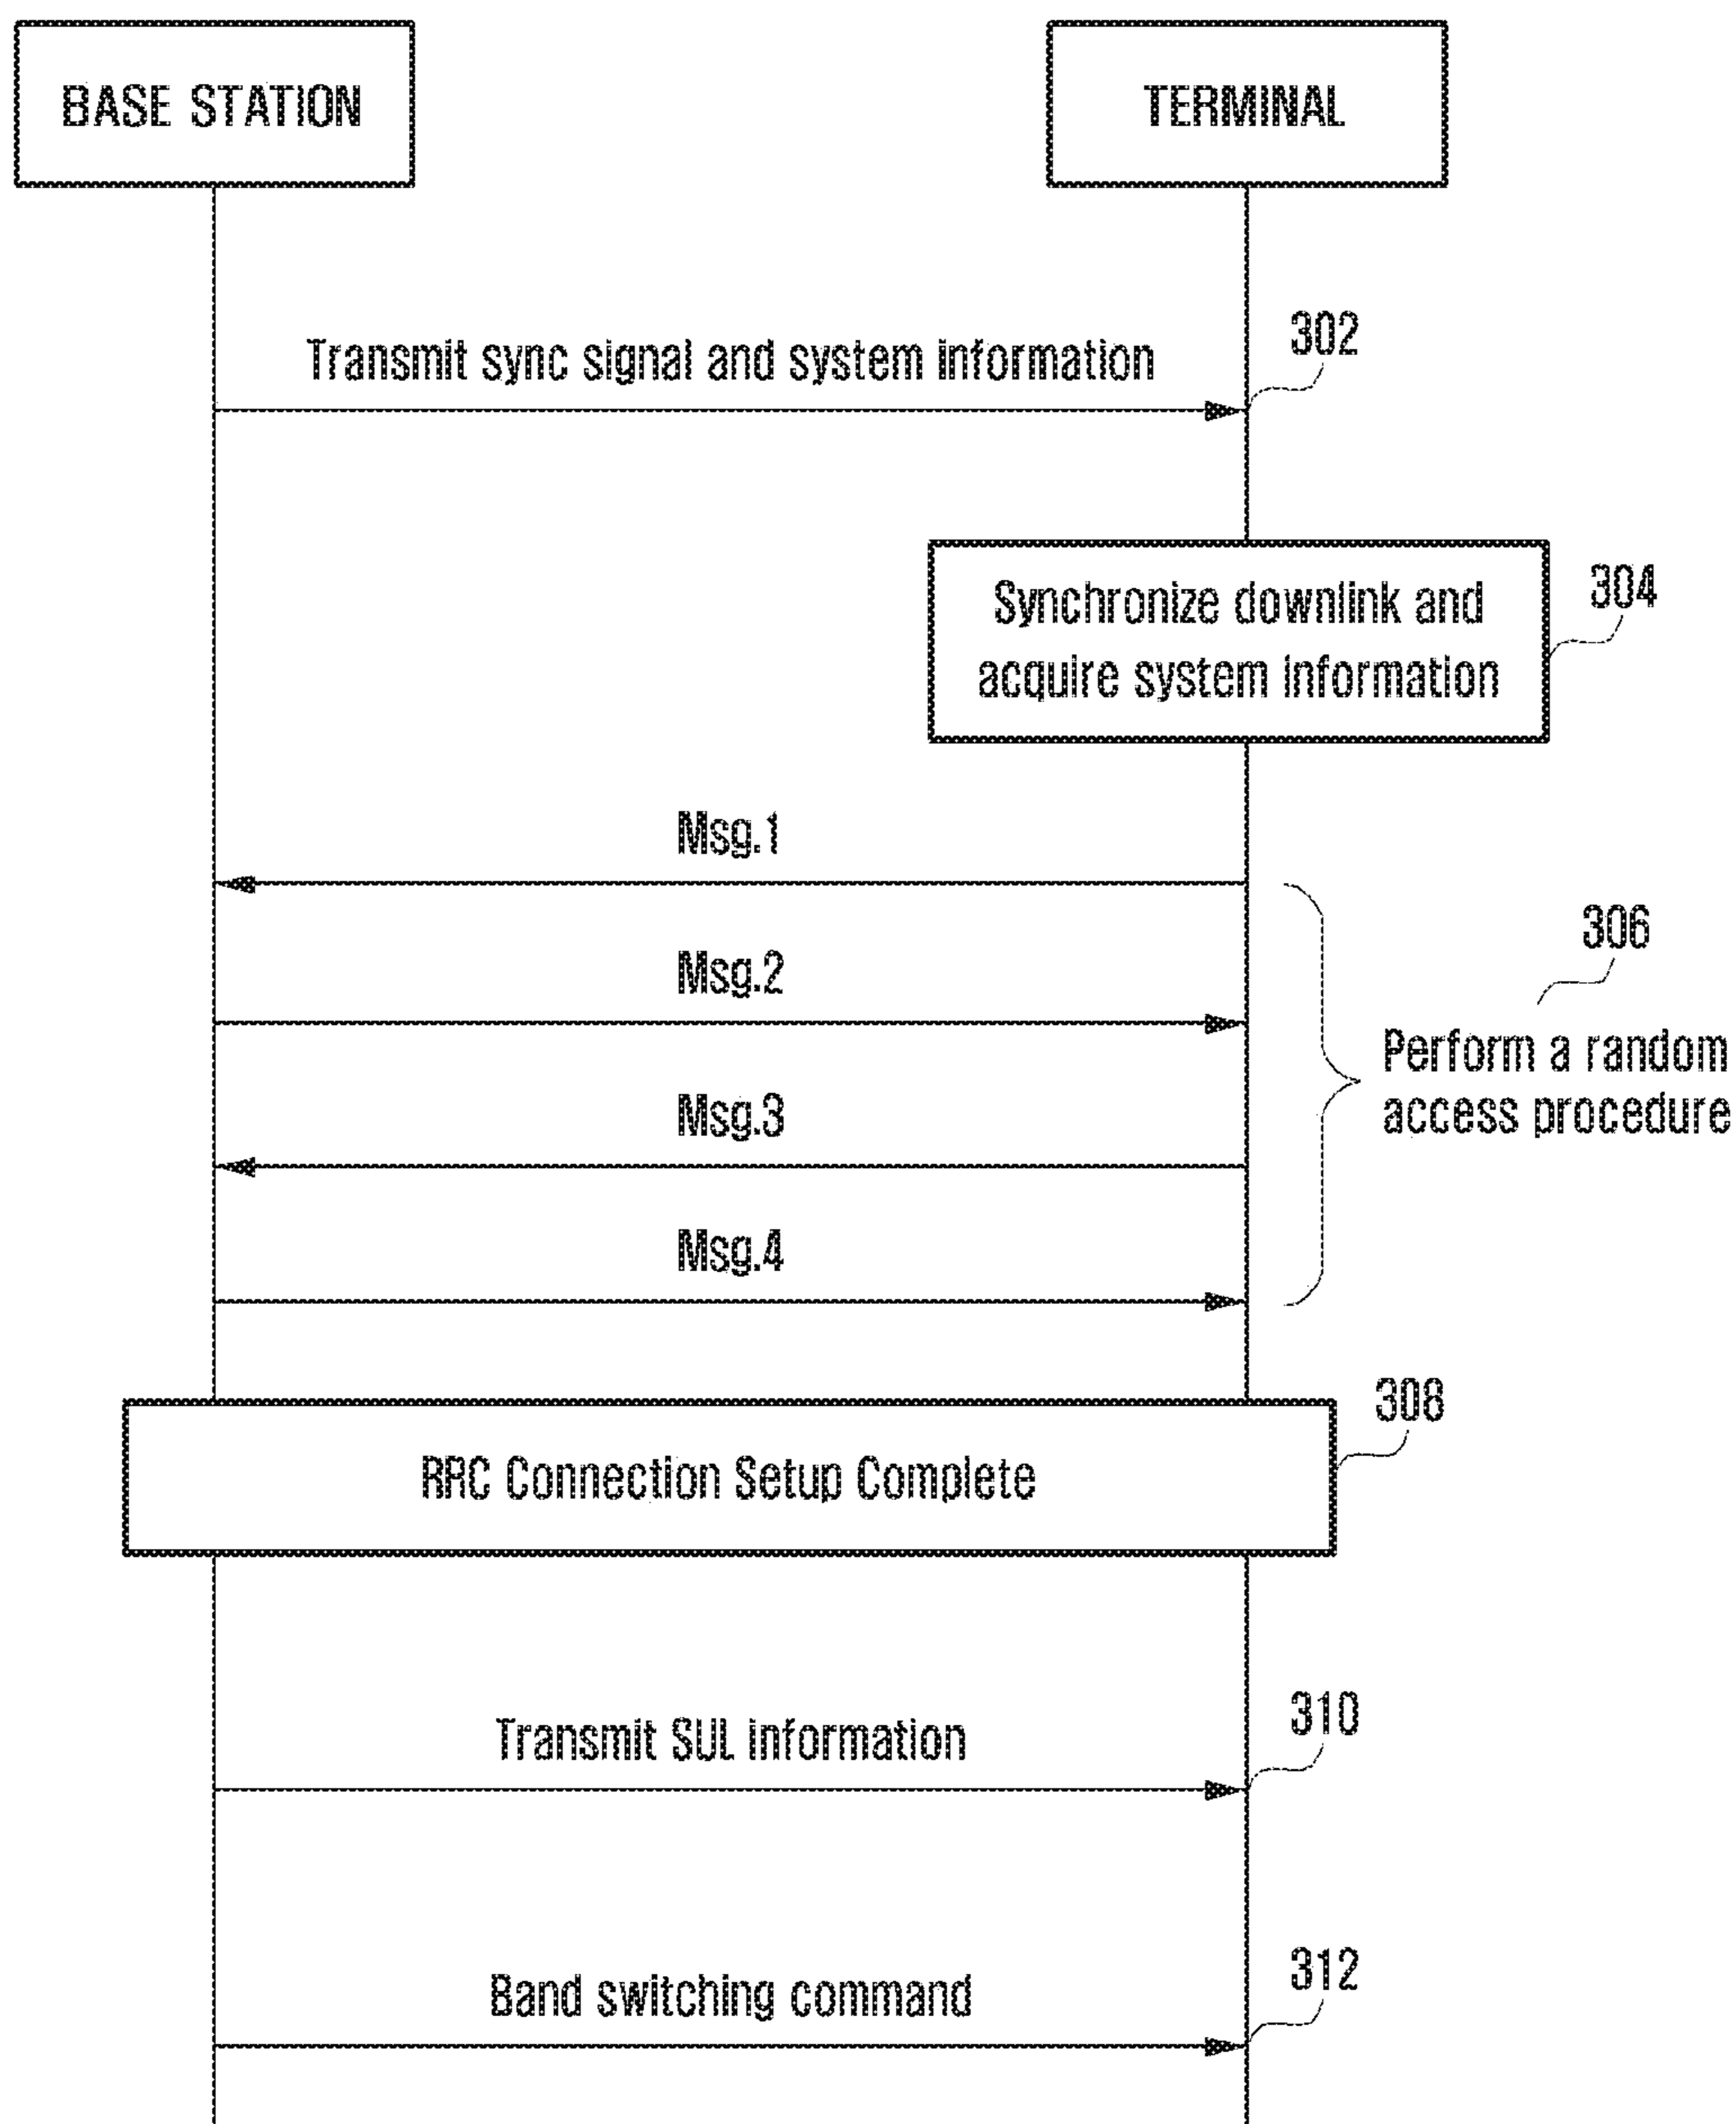 BASE STATION
TERMINAL
302
Transmit sync signal and system information
304
Synchronize downlink and
acquire system information
Msg.1
306
Msg.2
Perform a random
access procedure
Msg.3
Msg.4
308
RRC Connection Setup Complete
310
Transmit SUL information
312
Band switching command